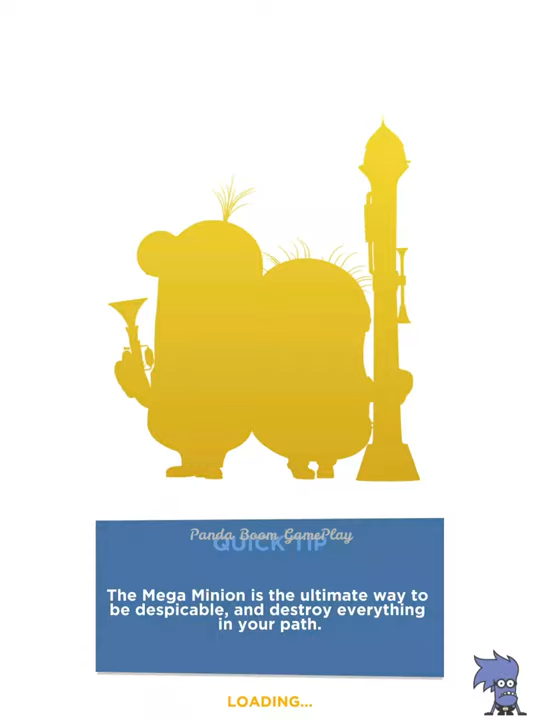 Panda Boom GamePlay
QUICK TIP
The Mega Minion is the ultimate way to
be despicable, and destroy everything
in your path.
LOADING...